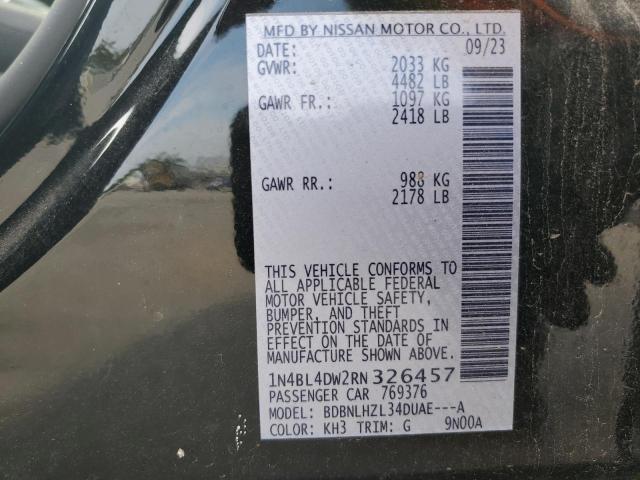 MFD BY NISSAN MOTOR CO., LTD.
DATE: 09/23
GVWR: 2033 KG
4482 LB
GAWR FR.: 1097 KG
2418 LB
GAWR RR.: 988 KG
2178 LB
THIS VEHICLE CONFORMS TO
ALL APPLICABLE FEDERAL
MOTOR VEHICLE SAFETY,
BUMPER, AND THEFT
PREVENTION STANDARDS IN
EFFECT ON THE DATE OF
MANUFACTURE SHOWN ABOVE.
1N4BL4DW2RN326457
PASSENGER CAR 769376
MODEL: BDBNLHZL34DUAE---A
COLOR: KH3 TRIM: G 9N00A